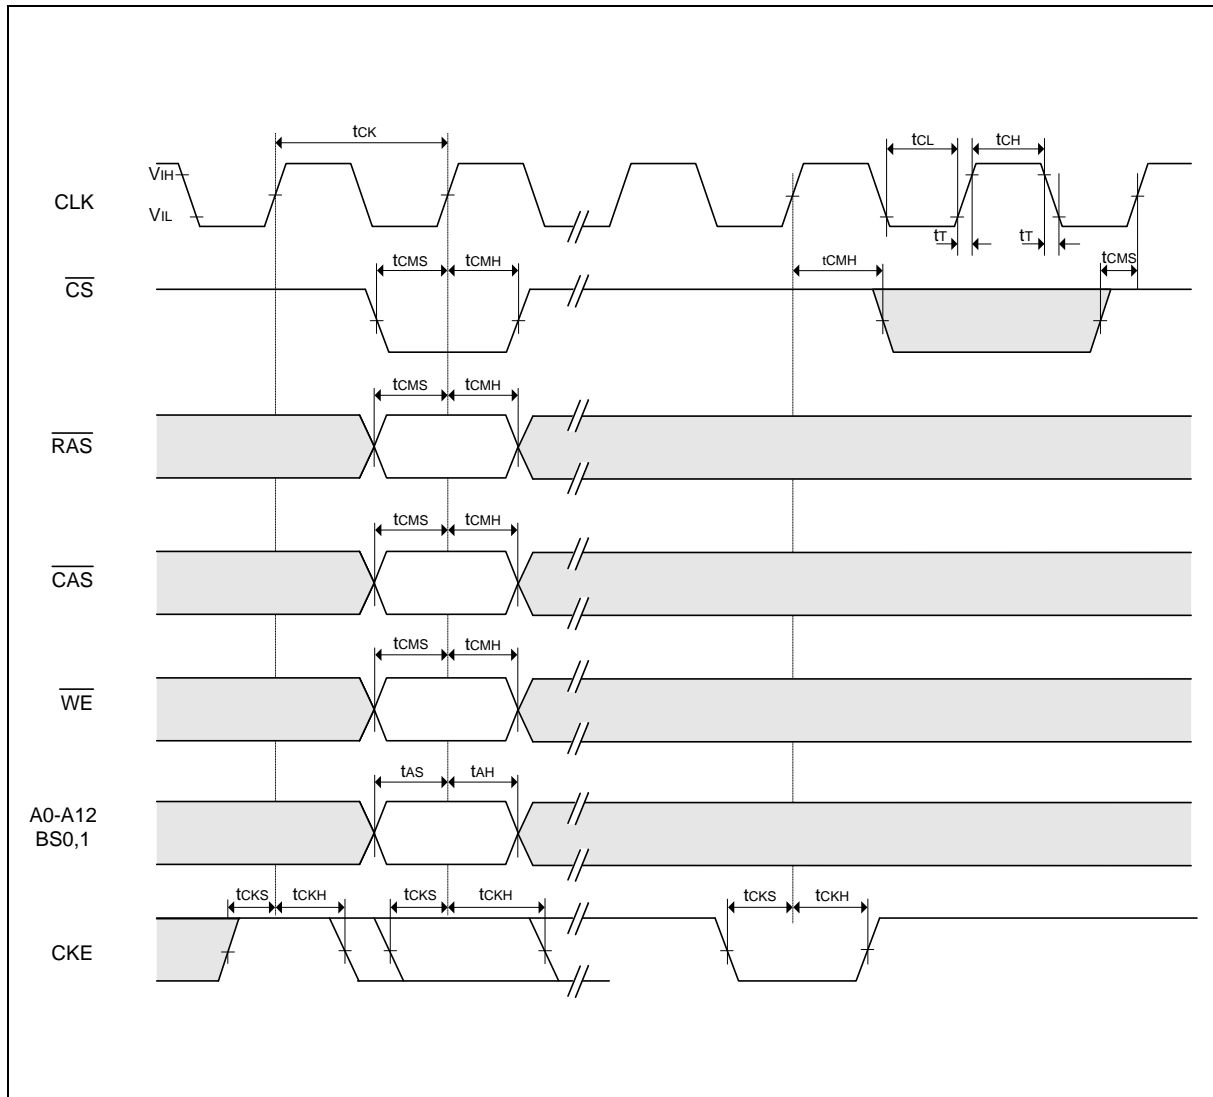 tCK
tCL
tCH
VIH
CLK
VIL
tT
tT
tCMS
tCMH
tCMH
tCMS
CS
tCMS
tCMH
RAS
tCMS
tCMH
CAS
tCMS
tCMH
WE
tAS
tAH
A0-A12
BS0,1
tCKS
tCKH
tCKS
tCKH
tCKS
tCKH
CKE